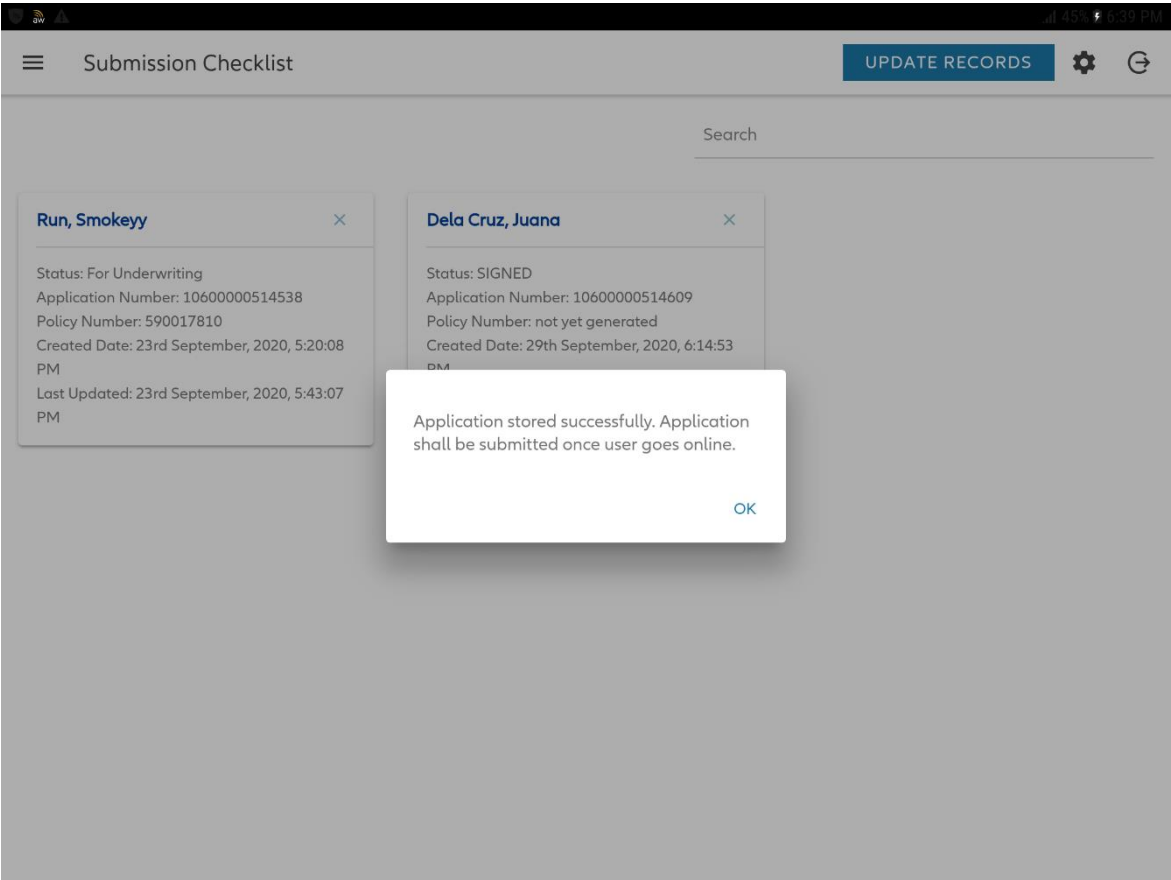 aw 45% 6:39 PM
Submission Checklist UPDATE RECORDS
Search
Run, Smokeyy
Status: For Underwriting
Application Number: 10600000514538
Policy Number: 590017810
Created Date: 23rd September, 2020, 5:20:08
PM
Last Updated: 23rd September, 2020, 5:43:07
PM
Dela Cruz, Juana
Status: SIGNED
Application Number: 10600000514609
Policy Number: not yet generated
Created Date: 29th September, 2020, 6:14:53
PM
Application stored successfully. Application
shall be submitted once user goes online.
OK